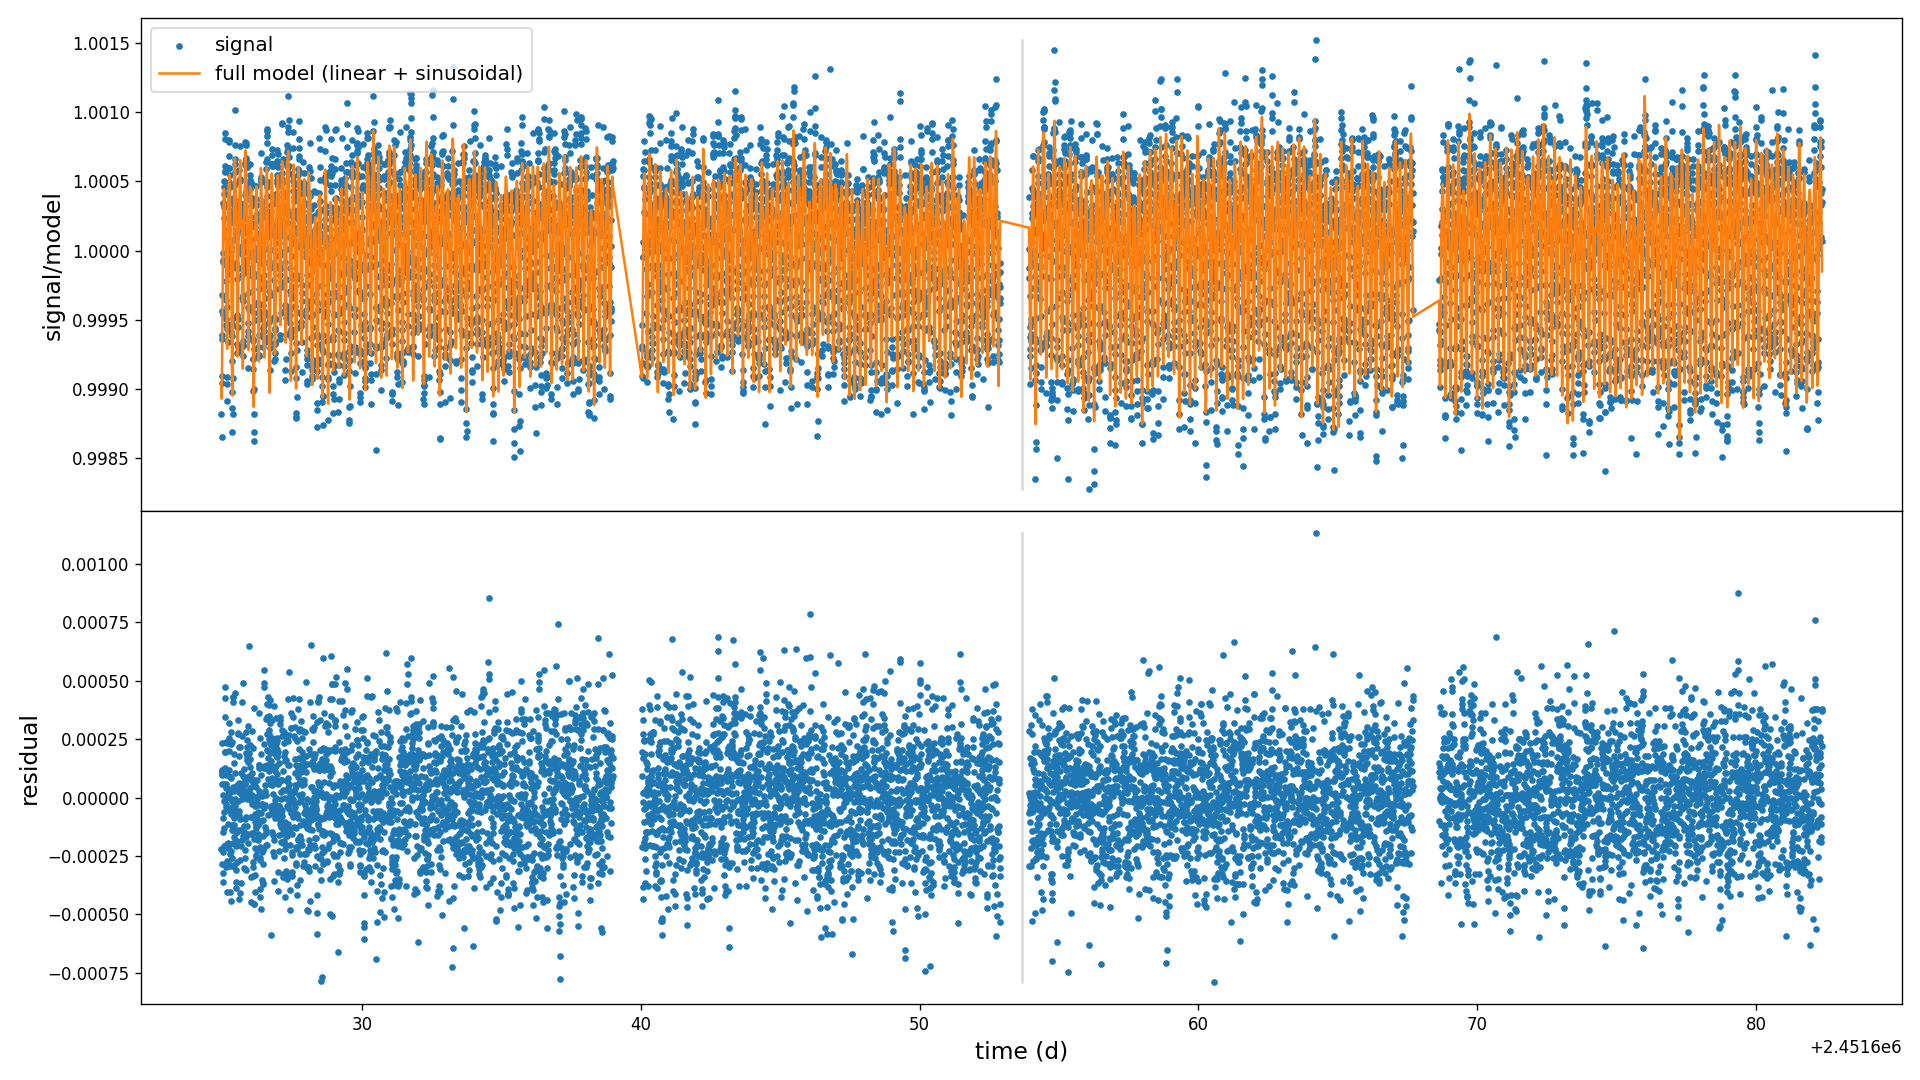 signal
full model (linear + sinusoidal)
signal/model
1.0015
1.0010
1.0005
1.0000
0.9995
0.9990
0.9985
residual
0.00100
0.00075
0.00050
0.00025
0.00000
−0.00025
−0.00050
−0.00075
30 40 50 60 70 80
time (d)
+2.4516e6